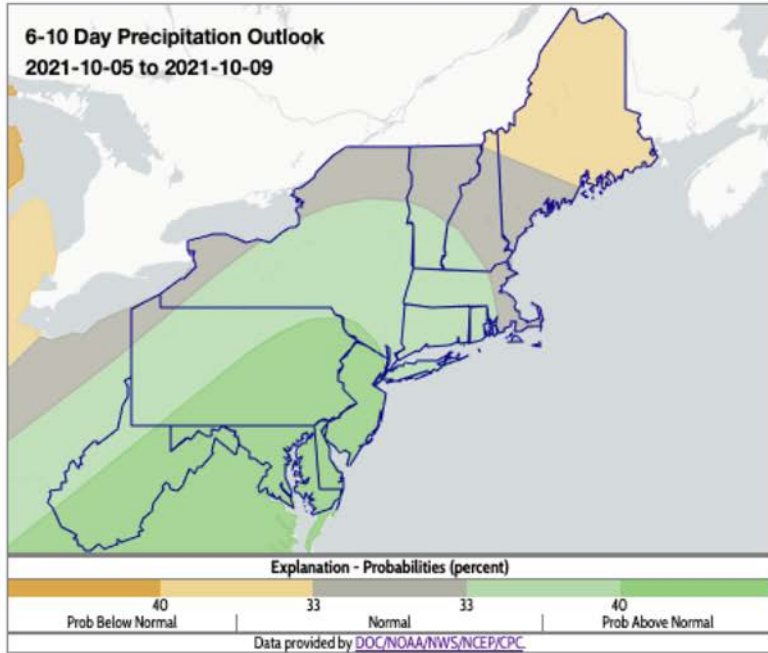 6-10 Day Precipitation Outlook
2021-10-05 to 2021-10-09
Explanation - Probabilities (percent)
40 33 33 40
Prob Below Normal | Normal | Prob Above Normal
Data provided by DOC/NOAA/NWS/NCEP/CPC.